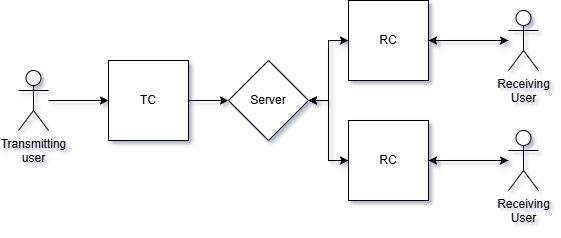 Transmitting
user
TC
Server
RC
Receiving
User
RC
Receiving
User